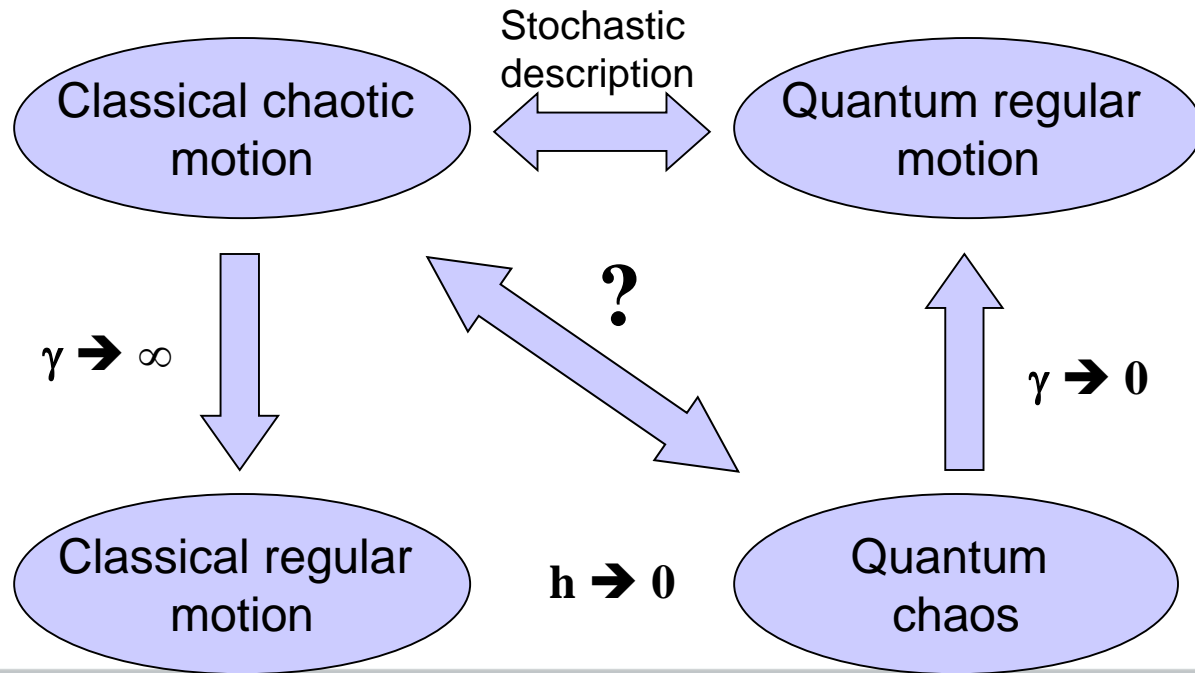 Stochastic
description
Classical chaotic
motion
Quantum regular
motion
?
γ ➔ ∞
γ ➔ 0
Classical regular
motion
h ➔ 0
Quantum
chaos